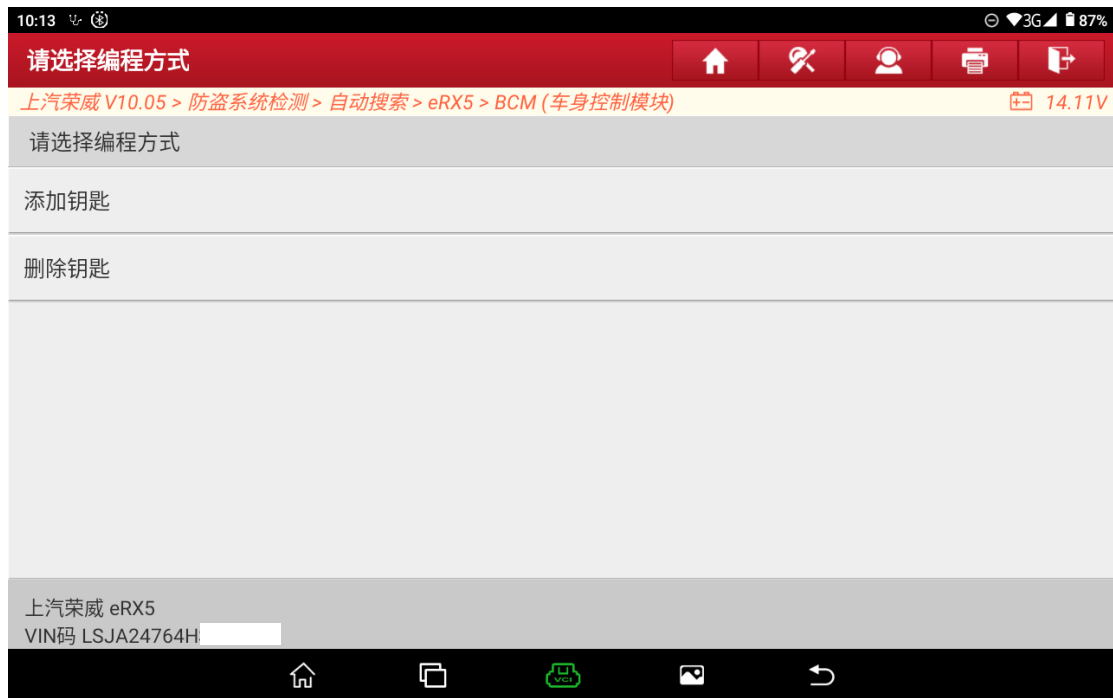 10:13 3G 87%
请选择编程方式
上汽荣威 V10.05 > 防盗系统检测 > 自动搜索 > eRX5 > BCM (车身控制模块) 14.11V
请选择编程方式
添加钥匙
删除钥匙
上汽荣威 eRX5
VIN码 LSJA24764H
VCI